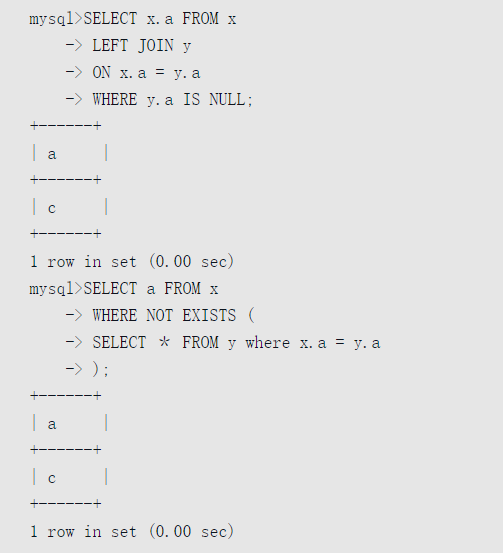 mysql>SELECT x.a FROM x
-> LEFT JOIN y
-> ON x.a = y.a
-> WHERE y.a IS NULL;
+------+
| a    |
+------+
| c    |
+------+
1 row in set (0.00 sec)
mysql>SELECT a FROM x
-> WHERE NOT EXISTS (
-> SELECT * FROM y where x.a = y.a
-> );
+------+
| a    |
+------+
| c    |
+------+
1 row in set (0.00 sec)